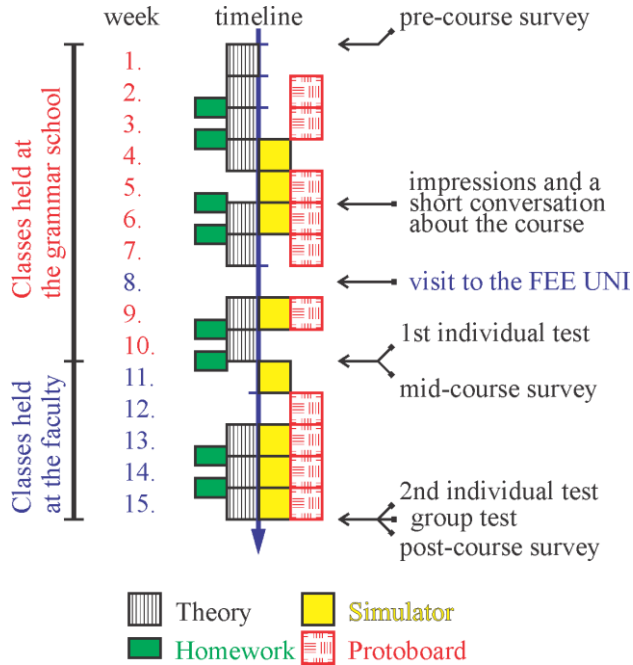 week
timeline
pre-course survey
Classes held at
the grammar school
1.
2.
3.
4.
5.
6.
7.
8.
9.
10.
impressions and a
short conversation
about the course
visit to the FEE UNI
1st individual test
mid-course survey
Classes held
at the faculty
11.
12.
13.
14.
15.
2nd individual test
group test
post-course survey
Theory
Simulator
Homework
Protoboard